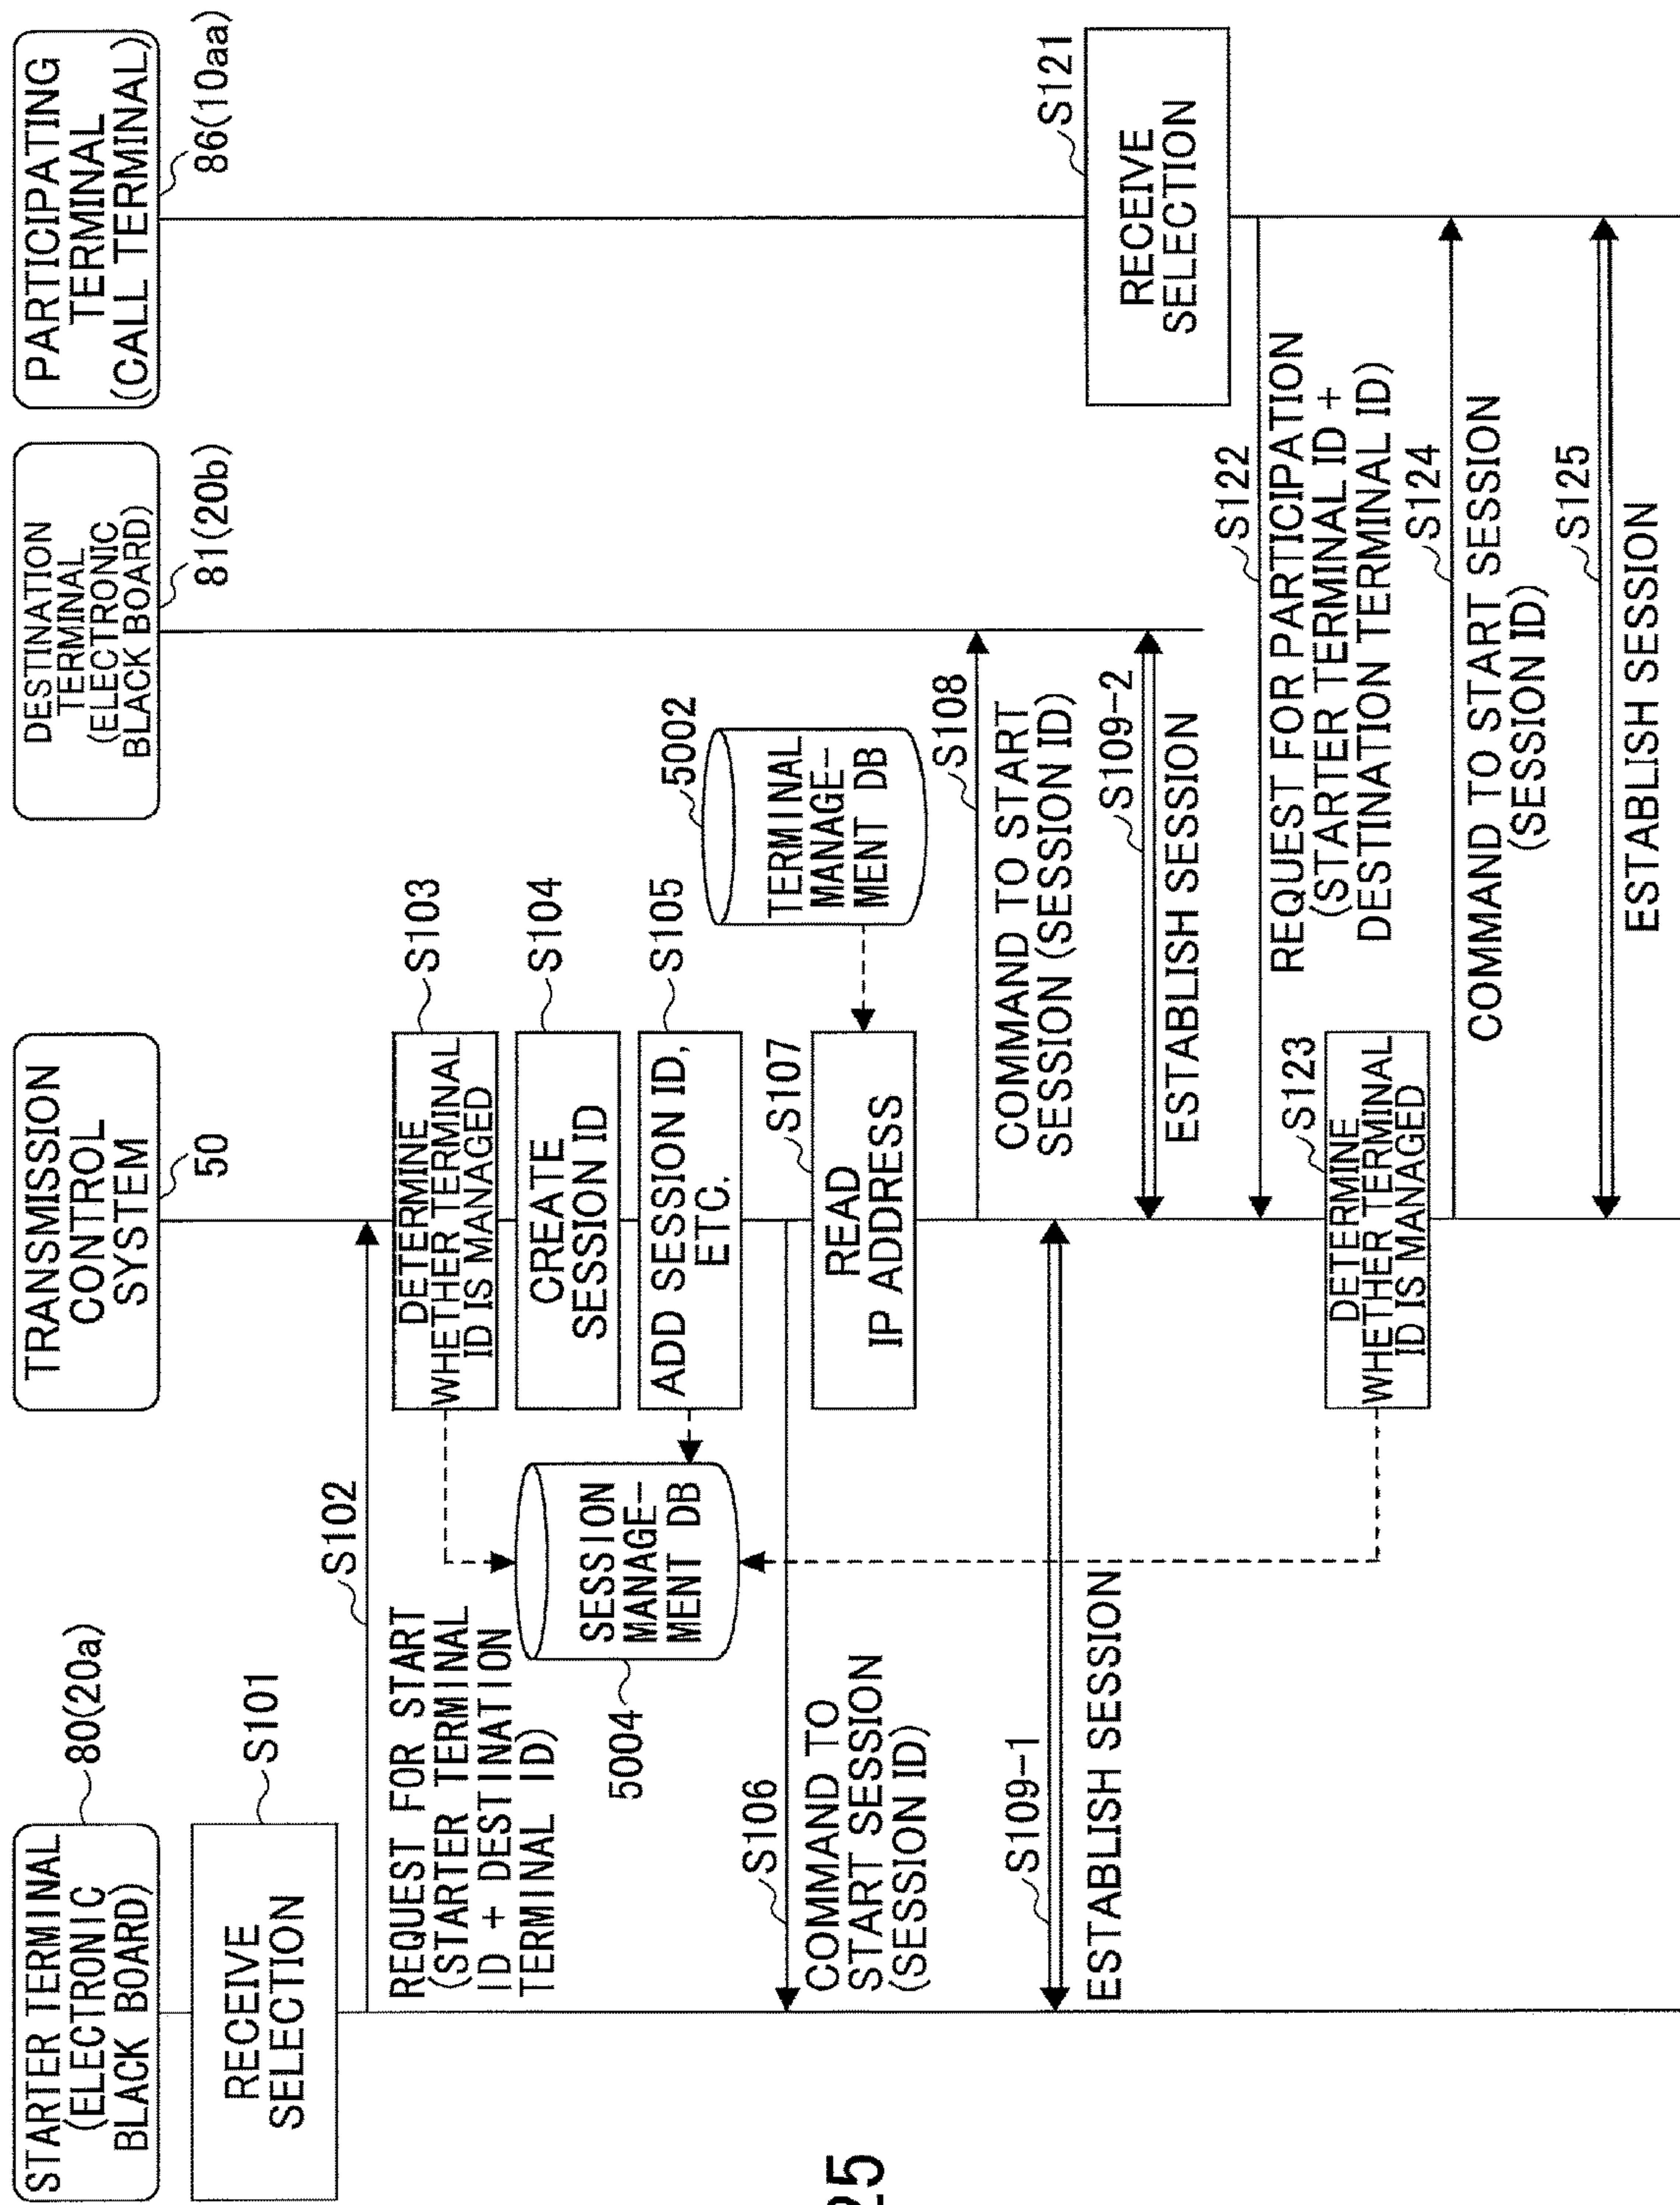 STARTER TERMINAL
(ELECTRONIC
BLACK BOARD)
80(20a)
TRANSMISSION
CONTROL
SYSTEM
50
DESTINATION
TERMINAL
(ELECTRONIC
BLACK BOARD)
81(20b)
PARTICIPATING
TERMINAL
(CALL TERMINAL)
86(10aa)
S101
RECEIVE
SELECTION
S102
REQUEST FOR START
(STARTER TERMINAL
ID + DESTINATION
TERMINAL ID)
S103
DETERMINE
WHETHER TERMINAL
ID IS MANAGED
S104
CREATE
SESSION ID
S105
ADD SESSION ID,
ETC.
SESSION
MANAGE-
MENT DB
5004
S106
COMMAND TO
START SESSION
(SESSION ID)
5002
TERMINAL
MANAGE-
MENT DB
S107
READ
IP ADDRESS
S108
COMMAND TO START
SESSION (SESSION ID)
S109-1
ESTABLISH SESSION
S109-2
ESTABLISH SESSION
S121
RECEIVE
SELECTION
S122
REQUEST FOR PARTICIPATION
(STARTER TERMINAL ID +
DESTINATION TERMINAL ID)
S123
DETERMINE
WHETHER TERMINAL
ID IS MANAGED
S124
COMMAND TO START SESSION
(SESSION ID)
S125
ESTABLISH SESSION
25